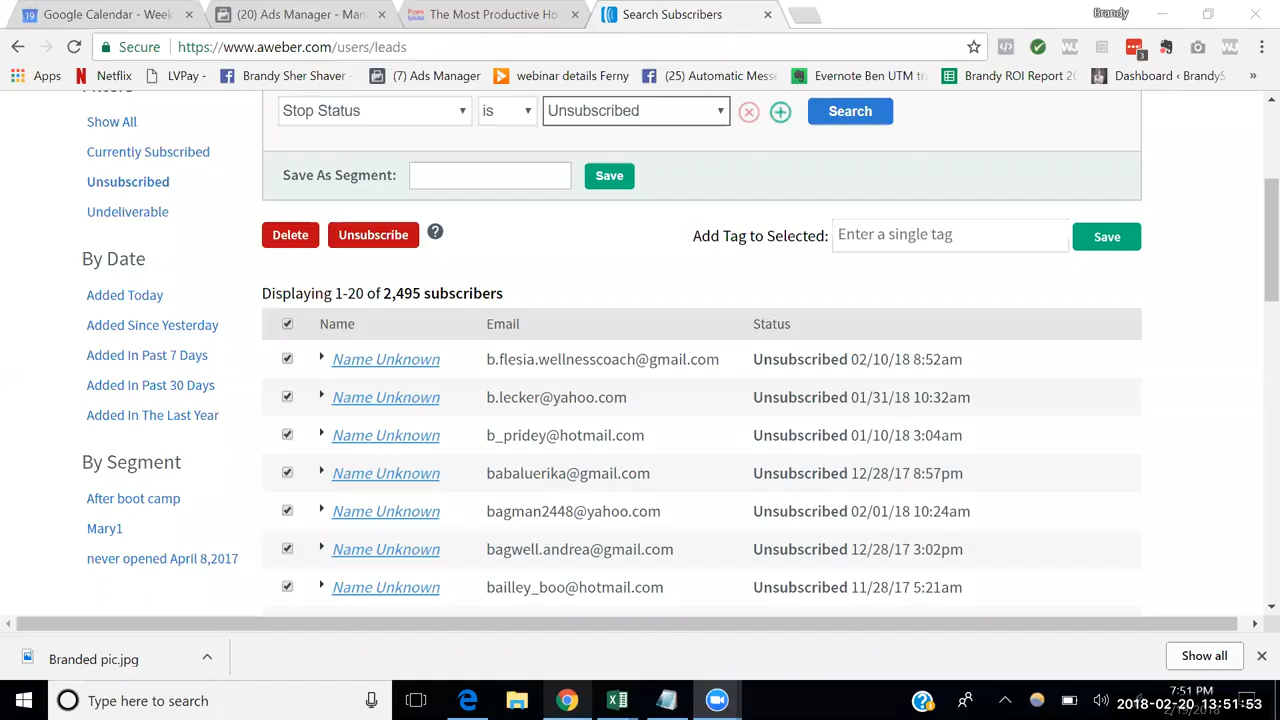 Google Calendar - Week
(20) Ads Manager - Man
The Most Productive Ho
Search Subscribers
Brandy
Secure
https://www.aweber.com/users/leads
Apps
Netflix
LVPay -
Brandy Sher Shaver
(7) Ads Manager
webinar details Ferny
(25) Automatic Mess
Evernote Ben UTM tr
Brandy ROI Report 20
Dashboard ‹ BrandyS
»
Filters
Show All
Currently Subscribed
Unsubscribed
Undeliverable
By Date
Added Today
Added Since Yesterday
Added In Past 7 Days
Added In Past 30 Days
Added In The Last Year
By Segment
After boot camp
Mary1
never opened April 8,2017
Stop Status
is
Unsubscribed
Search
Save As Segment:
Save
Delete
Unsubscribe
?
Add Tag to Selected:
Enter a single tag
Save
Displaying 1-20 of 2,495 subscribers
Name Email Status
Name Unknown b.flesia.wellnesscoach@gmail.com Unsubscribed 02/10/18 8:52am
Name Unknown b.lecker@yahoo.com Unsubscribed 01/31/18 10:32am
Name Unknown b_pridey@hotmail.com Unsubscribed 01/10/18 3:04am
Name Unknown babaluerika@gmail.com Unsubscribed 12/28/17 8:57pm
Name Unknown bagman2448@yahoo.com Unsubscribed 02/01/18 10:24am
Name Unknown bagwell.andrea@gmail.com Unsubscribed 12/28/17 3:02pm
Name Unknown bailley_boo@hotmail.com Unsubscribed 11/28/17 5:21am
Branded pic.jpg
Show all
Type here to search
7:51 PM
2018-02-20 13:51:53